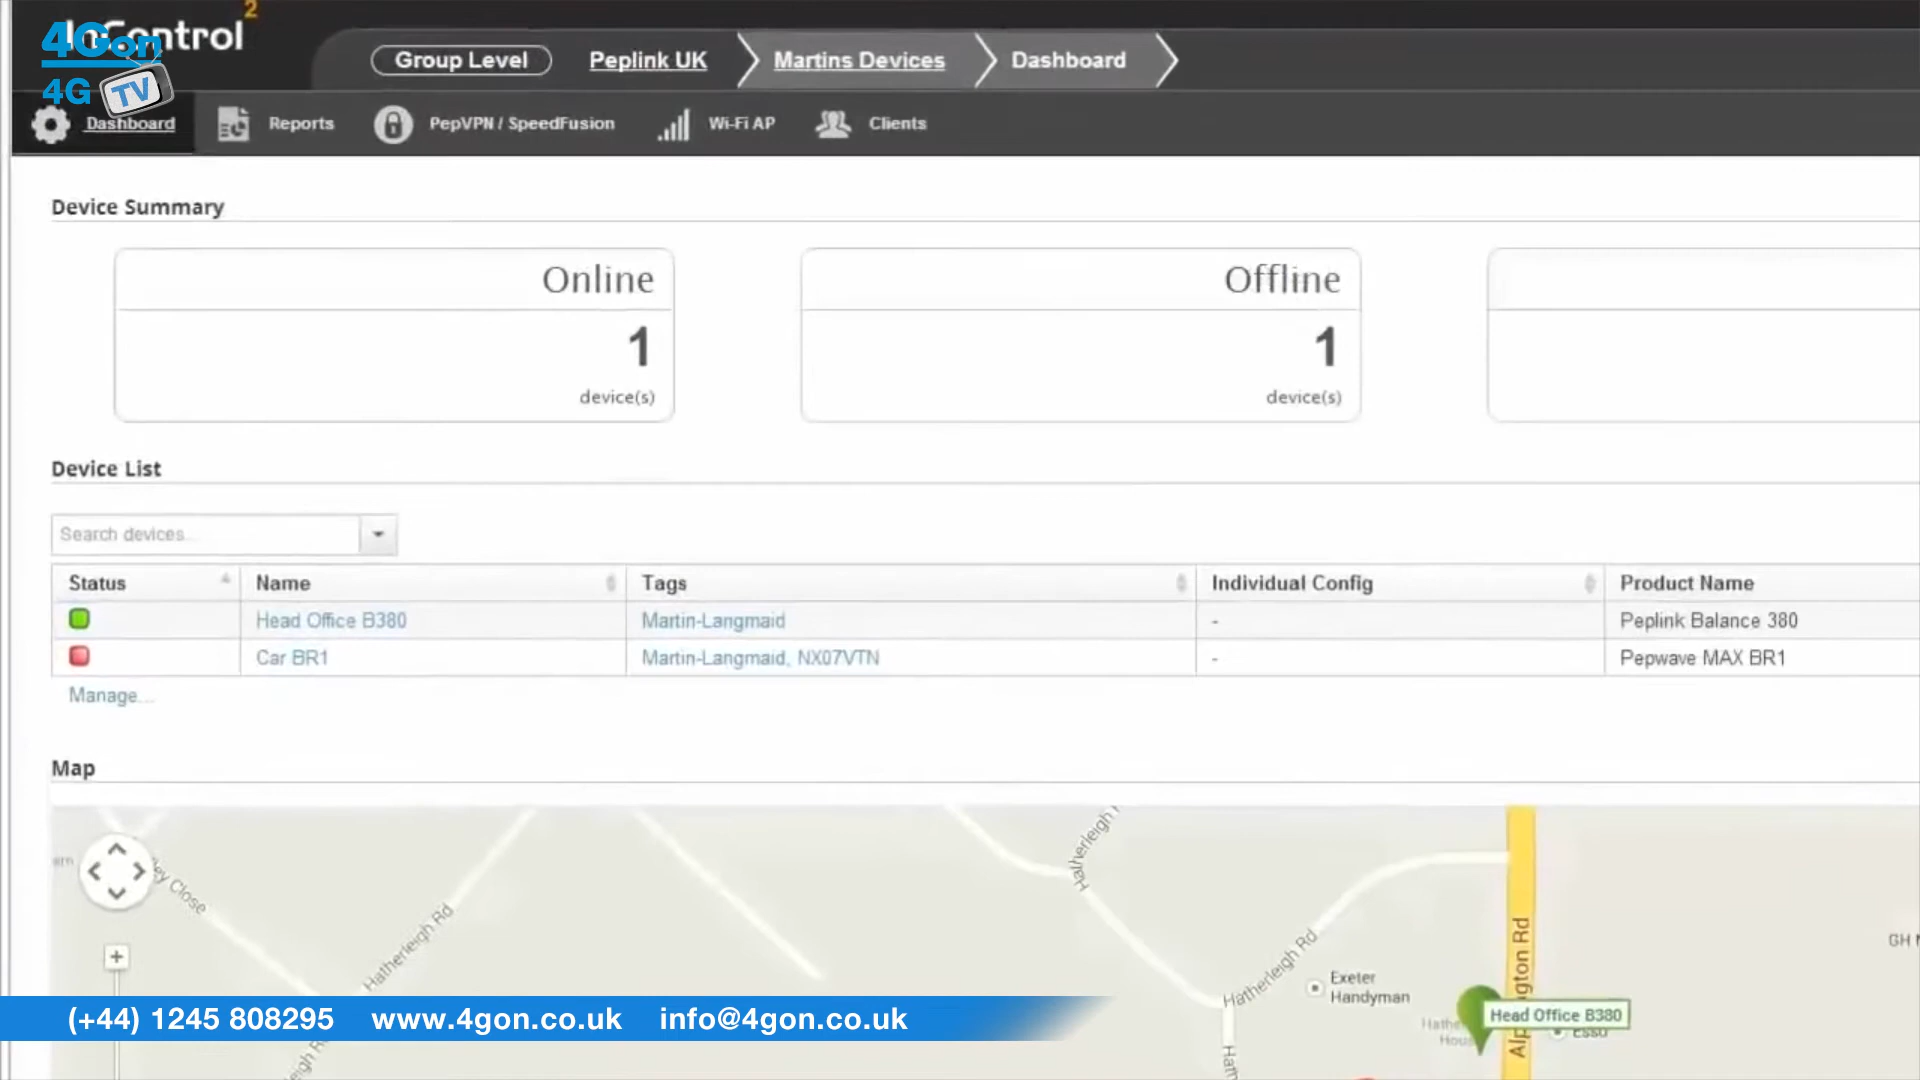 InControl 2
4Gon
4G TV
Group Level
Peplink UK
Martins Devices
Dashboard
Dashboard
Reports
PepVPN / SpeedFusion
Wi-Fi AP
Clients
Device Summary
Online
1
device(s)
Offline
1
device(s)
Device List
Search devices...
Status Name Tags Individual Config Product Name
Head Office B380 Martin-Langmaid - Peplink Balance 380
Car BR1 Martin-Langmaid, NX07VTN - Pepwave MAX BR1
Manage...
Map
Close
Hatherleigh Rd
Hatherleigh
Hatherleigh Rd
Exeter
Handyman
GH
Head Office B380
Esso
+
(+44) 1245 808295 www.4gon.co.uk info@4gon.co.uk